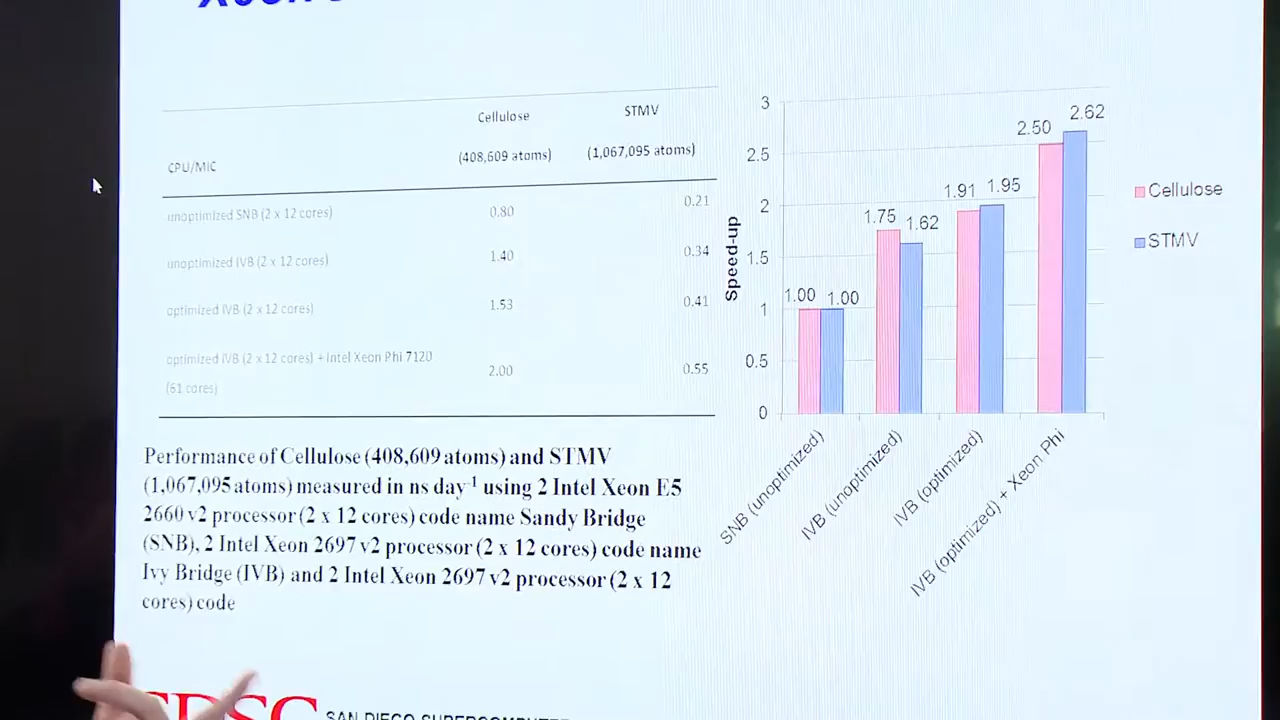 Cellulose
STMV
(408,609 atoms)
(1,067,095 atoms)
CPU/MIC
unoptimized SNB (2 x 12 cores)
0.80
0.21
unoptimized IVB (2 x 12 cores)
1.40
0.34
optimized IVB (2 x 12 cores)
1.53
0.41
optimized IVB (2 x 12 cores) + Intel Xeon Phi 7120
(61 cores)
2.00
0.55
Performance of Cellulose (408,609 atoms) and STMV
(1,067,095 atoms) measured in ns day-1 using 2 Intel Xeon E5
2660 v2 processor (2 x 12 cores) code name Sandy Bridge
(SNB), 2 Intel Xeon 2697 v2 processor (2 x 12 cores) code name
Ivy Bridge (IVB) and 2 Intel Xeon 2697 v2 processor (2 x 12
cores) code
Speed-up
3
2.5
2
1.5
1
0.5
0
1.00
1.00
1.75
1.62
1.91
1.95
2.50
2.62
SNB (unoptimized)
IVB (unoptimized)
IVB (optimized)
IVB (optimized) + Xeon Phi
Cellulose
STMV
SAN DIEGO